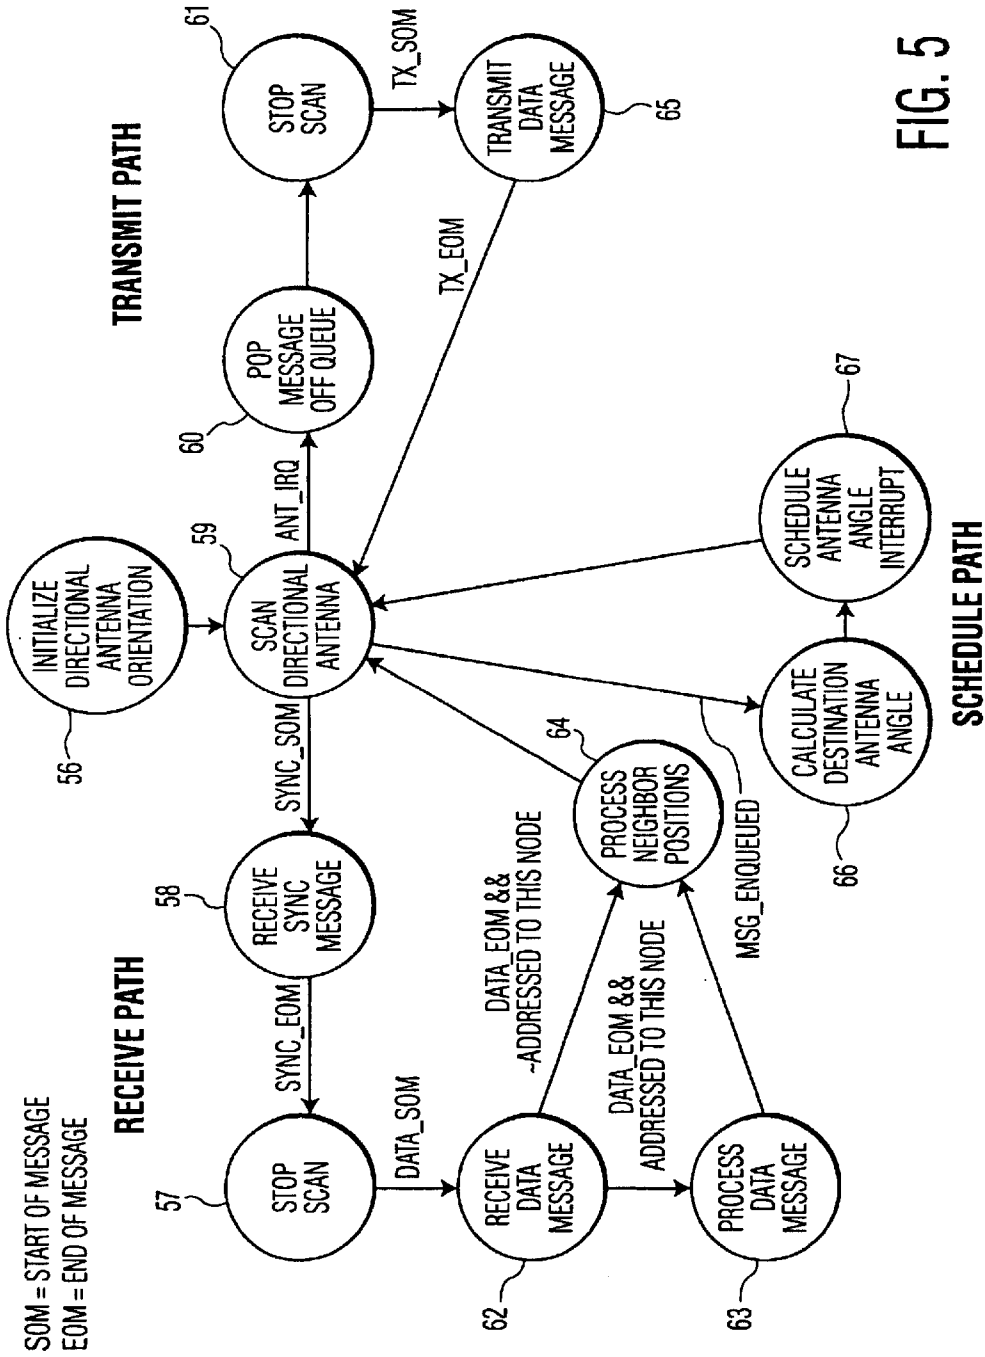 SOM = START OF MESSAGE
EOM = END OF MESSAGE
RECEIVE PATH
TRANSMIT PATH
56
INITIALIZE
DIRECTIONAL
ANTENNA
ORIENTATION
57
STOP
SCAN
SYNC_EOM
58
RECEIVE
SYNC
MESSAGE
SYNC_SOM
59
SCAN
DIRECTIONAL
ANTENNA
ANT_IRQ
60
POP
MESSAGE
OFF QUEUE
61
STOP
SCAN
DATA_SOM
TX_SOM
62
RECEIVE
DATA
MESSAGE
DATA_EOM &&
~ADDRESSED TO THIS NODE
64
PROCESS
NEIGHBOR
POSITIONS
TX_EOM
TRANSMIT
DATA
MESSAGE
65
DATA_EOM &&
ADDRESSED TO THIS NODE
63
PROCESS
DATA
MESSAGE
MSG_ENQUEUED
66
CALCULATE
DESTINATION
ANTENNA
ANGLE
67
SCHEDULE
ANTENNA
ANGLE
INTERRUPT
SCHEDULE PATH
FIG. 5